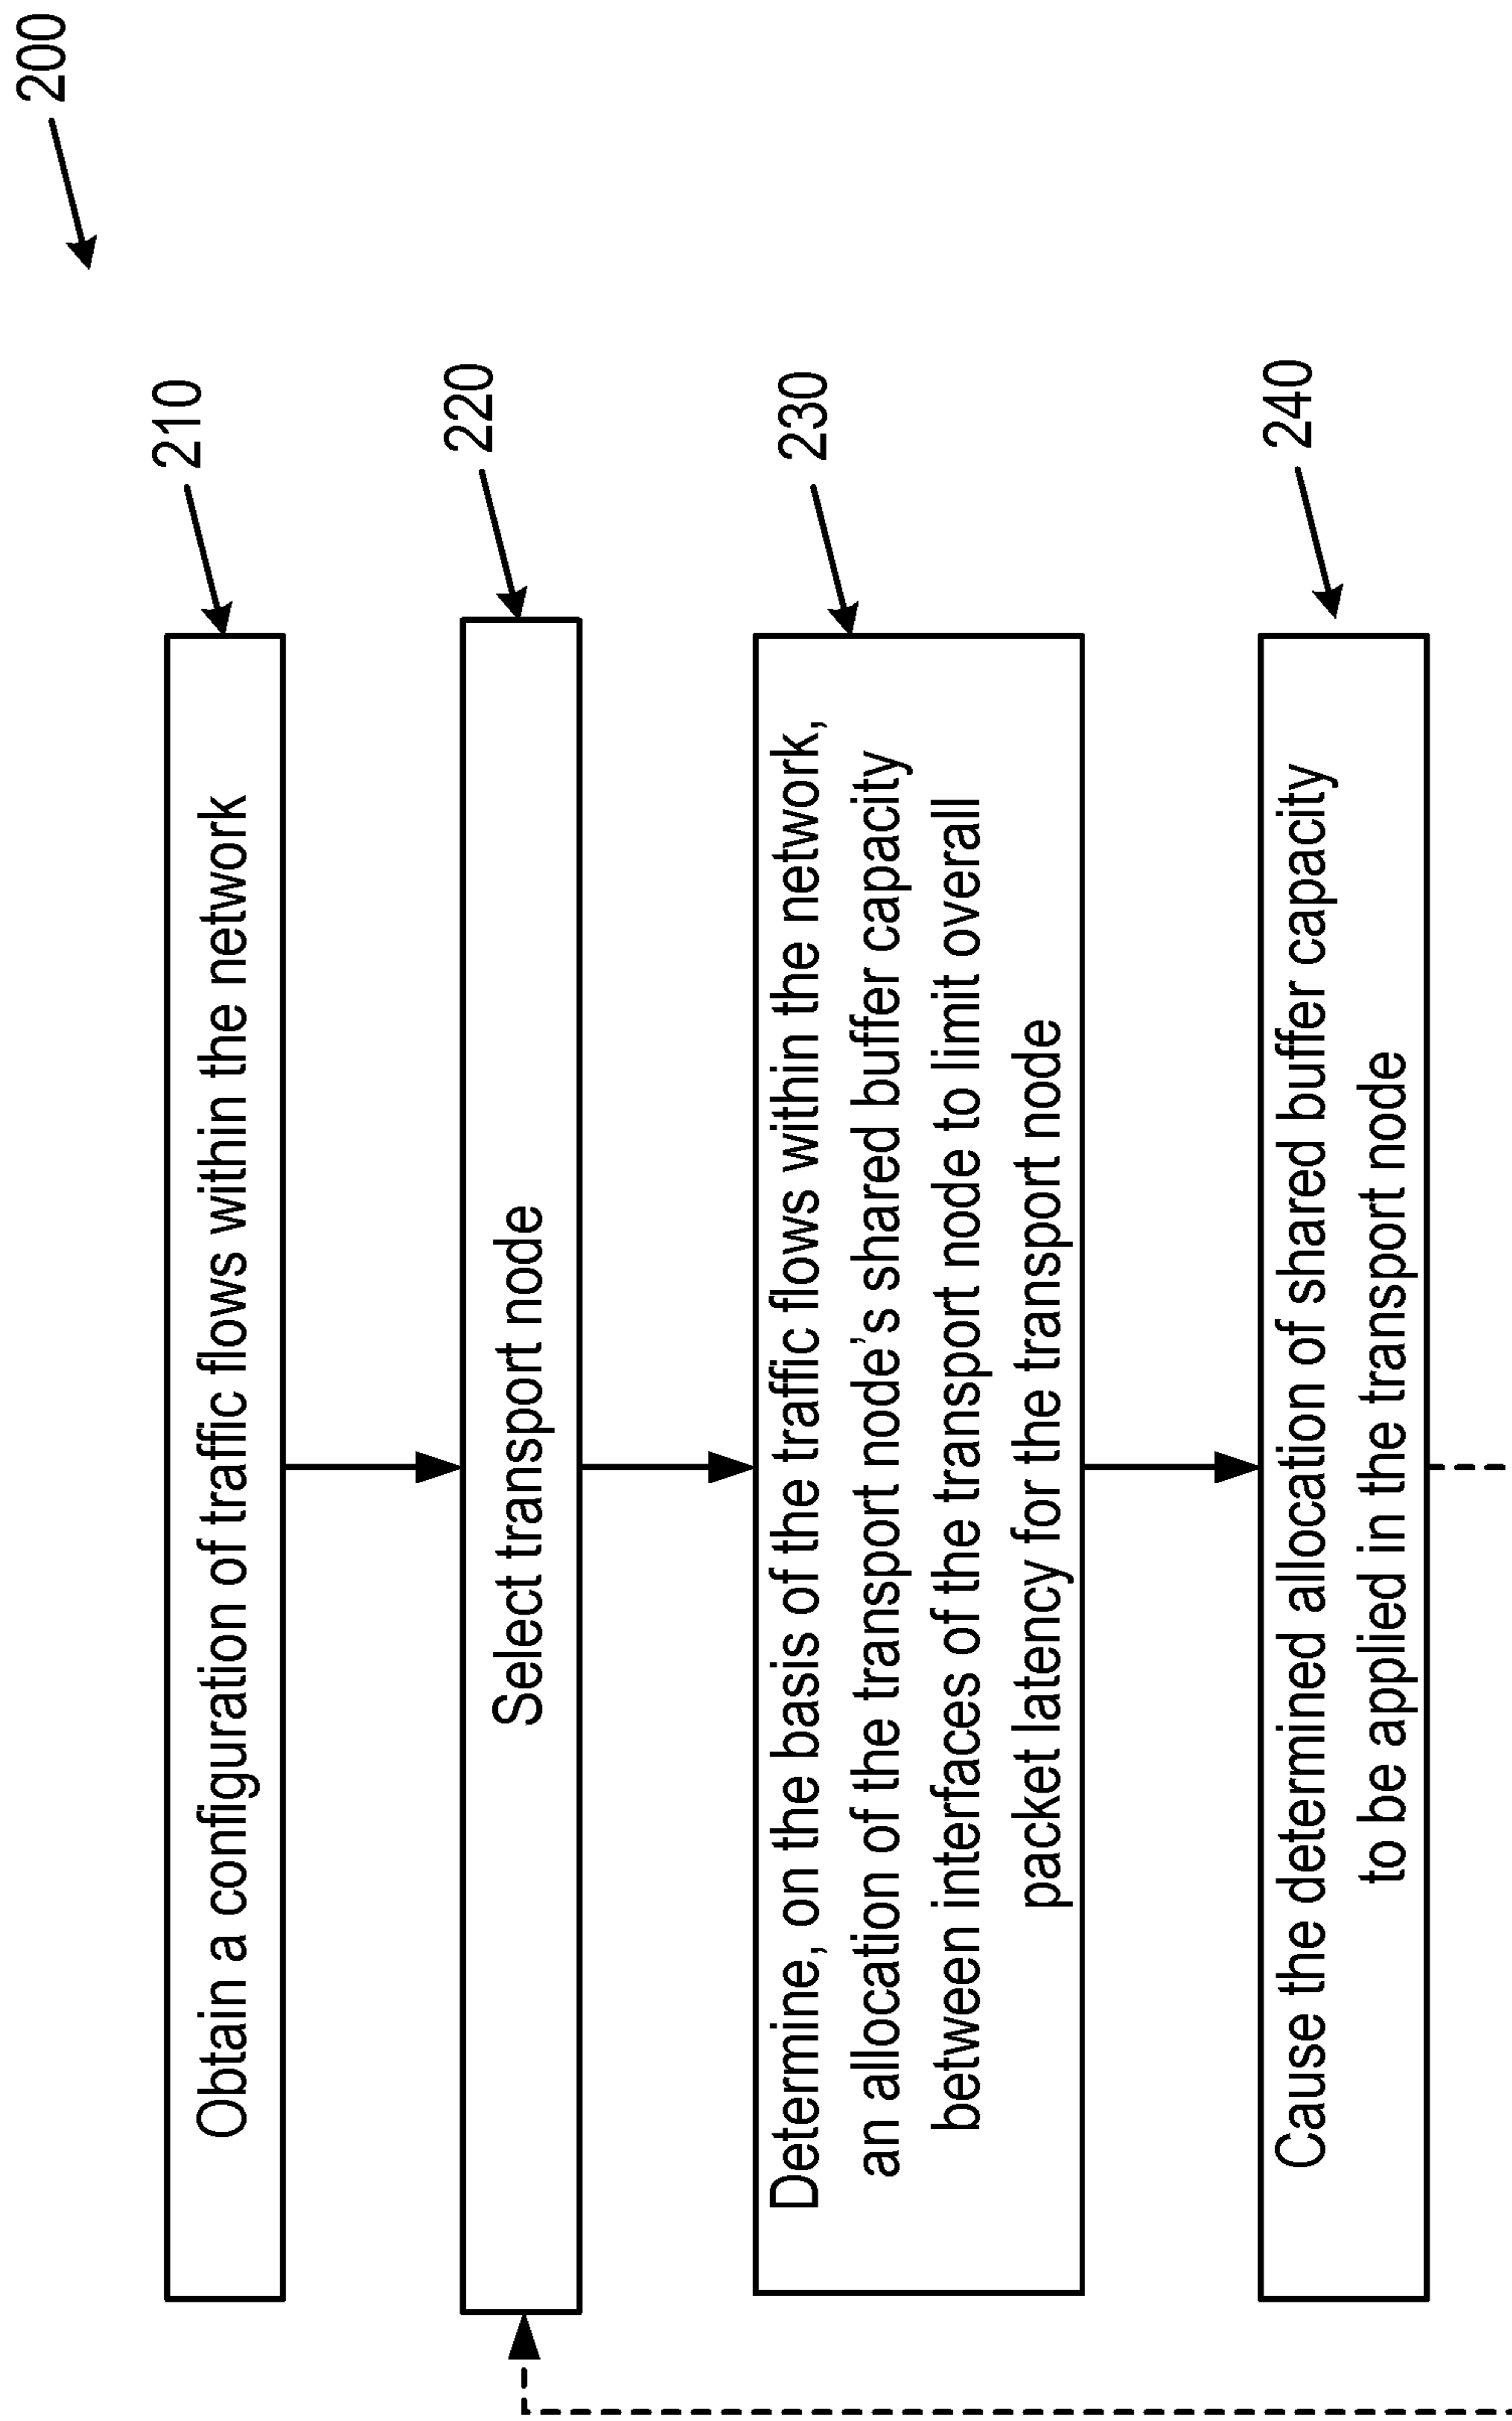 200
210
Obtain a configuration of traffic flows within the network
220
Select transport node
230
Determine, on the basis of the traffic flows within the network,
an allocation of the transport node’s shared buffer capacity
between interfaces of the transport node to limit overall
packet latency for the transport node
240
Cause the determined allocation of shared buffer capacity
to be applied in the transport node